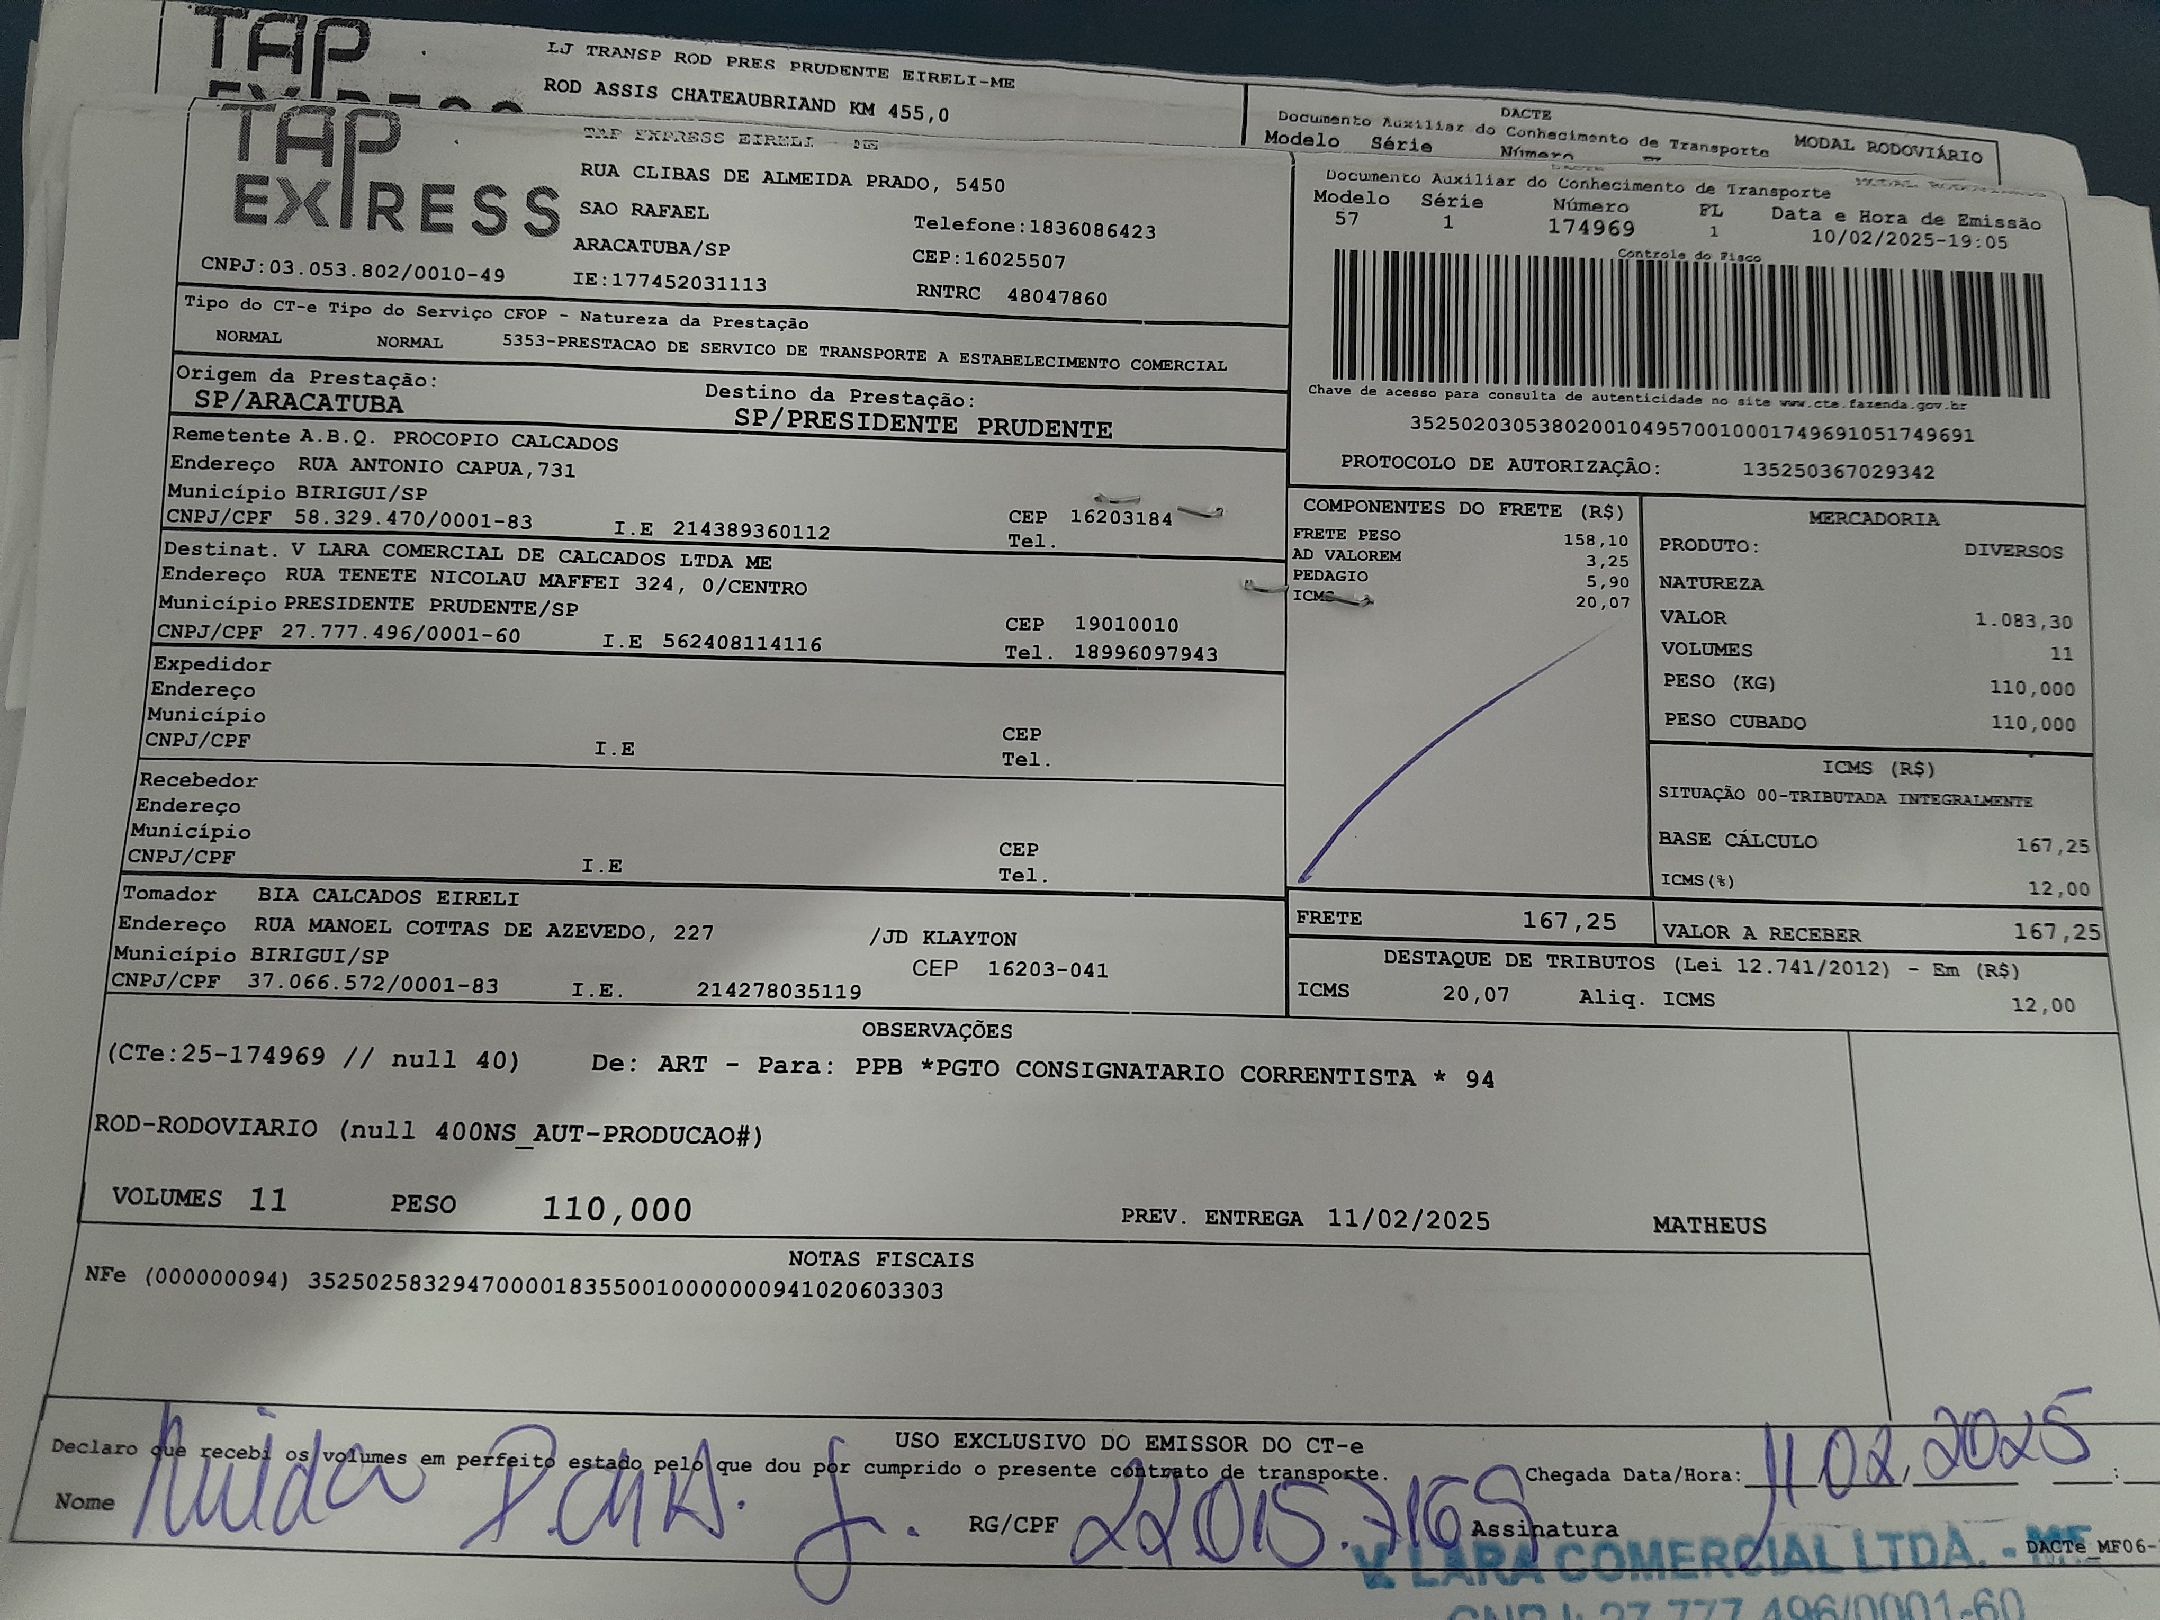 TAP
LJ TRANSP ROD PRES PRUDENTE EIRELI-ME
ROD ASSIS CHATEAUBRIAND KM 455,0
DACTE
Documento Auxiliar do Conhecimento de Transporte
MODAL RODOVIÁRIO
Modelo Série Número
TAP EXPRESS
TAP EXPRESS EIRELI - ME
RUA CLIBAS DE ALMEIDA PRADO, 5450
SAO RAFAEL
Telefone:1836086423
ARACATUBA/SP
CEP:16025507
CNPJ:03.053.802/0010-49
IE:177452031113
RNTRC 48047860
Documento Auxiliar do Conhecimento de Transporte
Modelo Série Número FL Data e Hora de Emissão
57 1 174969 1 10/02/2025-19:05
Controle do Fisco
Chave de acesso para consulta de autenticidade no site www.cte.fazenda.gov.br
35250203053802001049570010001749691051749691
PROTOCOLO DE AUTORIZAÇÃO: 135250367029342
Tipo do CT-e Tipo do Serviço CFOP - Natureza da Prestação
NORMAL NORMAL 5353-PRESTACAO DE SERVICO DE TRANSPORTE A ESTABELECIMENTO COMERCIAL
Origem da Prestação: Destino da Prestação:
SP/ARACATUBA SP/PRESIDENTE PRUDENTE
Remetente A.B.Q. PROCOPIO CALCADOS
Endereço RUA ANTONIO CAPUA,731
Município BIRIGUI/SP
CEP 16203184
CNPJ/CPF 58.329.470/0001-83 I.E 214389360112 Tel.
Destinat. V LARA COMERCIAL DE CALCADOS LTDA ME
Endereço RUA TENETE NICOLAU MAFFEI 324, 0/CENTRO
Município PRESIDENTE PRUDENTE/SP CEP 19010010
CNPJ/CPF 27.777.496/0001-60 I.E 562408114116 Tel. 18996097943
Expedidor
Endereço
Município CEP
CNPJ/CPF I.E Tel.
Recebedor
Endereço
Município CEP
CNPJ/CPF I.E Tel.
Tomador BIA CALCADOS EIRELI
Endereço RUA MANOEL COTTAS DE AZEVEDO, 227 /JD KLAYTON
Município BIRIGUI/SP CEP 16203-041
CNPJ/CPF 37.066.572/0001-83 I.E. 214278035119
COMPONENTES DO FRETE (R$)
FRETE PESO 158,10
AD VALOREM 3,25
PEDAGIO 5,90
ICMS 20,07
FRETE 167,25
MERCADORIA
PRODUTO: DIVERSOS
NATUREZA
VALOR 1.083,30
VOLUMES 11
PESO (KG) 110,000
PESO CUBADO 110,000
ICMS (R$)
SITUAÇÃO 00-TRIBUTADA INTEGRALMENTE
BASE CÁLCULO 167,25
ICMS(%) 12,00
VALOR A RECEBER 167,25
DESTAQUE DE TRIBUTOS (Lei 12.741/2012) - Em (R$)
ICMS 20,07 Aliq. ICMS 12,00
OBSERVAÇÕES
(CTe:25-174969 // null 40) De: ART - Para: PPB *PGTO CONSIGNATARIO CORRENTISTA * 94
ROD-RODOVIARIO (null 400NS_AUT-PRODUCAO#)
VOLUMES 11 PESO 110,000 PREV. ENTREGA 11/02/2025 MATHEUS
NOTAS FISCAIS
NFe (000000094) 35250258329470000183550010000000941020603303
USO EXCLUSIVO DO EMISSOR DO CT-e
Declaro que recebi os volumes em perfeito estado pelo que dou por cumprido o presente contrato de transporte.
Chegada Data/Hora: 11 02.2025 :
Nome RG/CPF Assinatura
DACTe_MF06-
V. LARA COMERCIAL LTDA. - ME
CNPJ: 27.777.496/0001-60